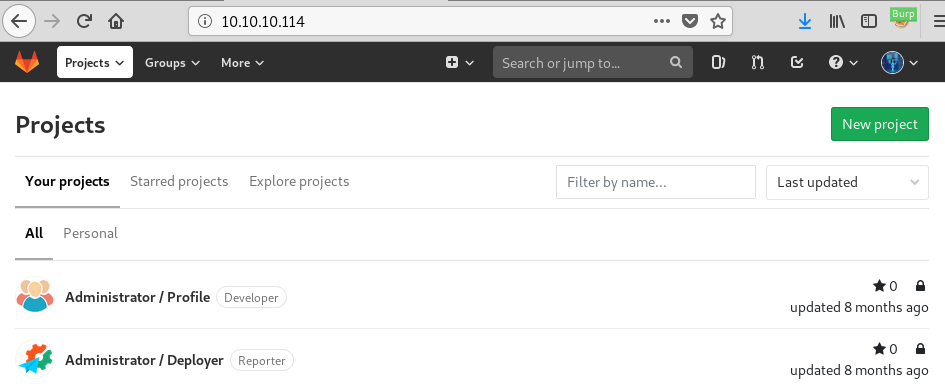 10.10.10.114
Burp
Projects Groups More Search or jump to...
Projects
New project
Your projects Starred projects Explore projects Filter by name... Last updated
All Personal
Administrator / Profile Developer 0
updated 8 months ago
Administrator / Deployer Reporter 0
updated 8 months ago